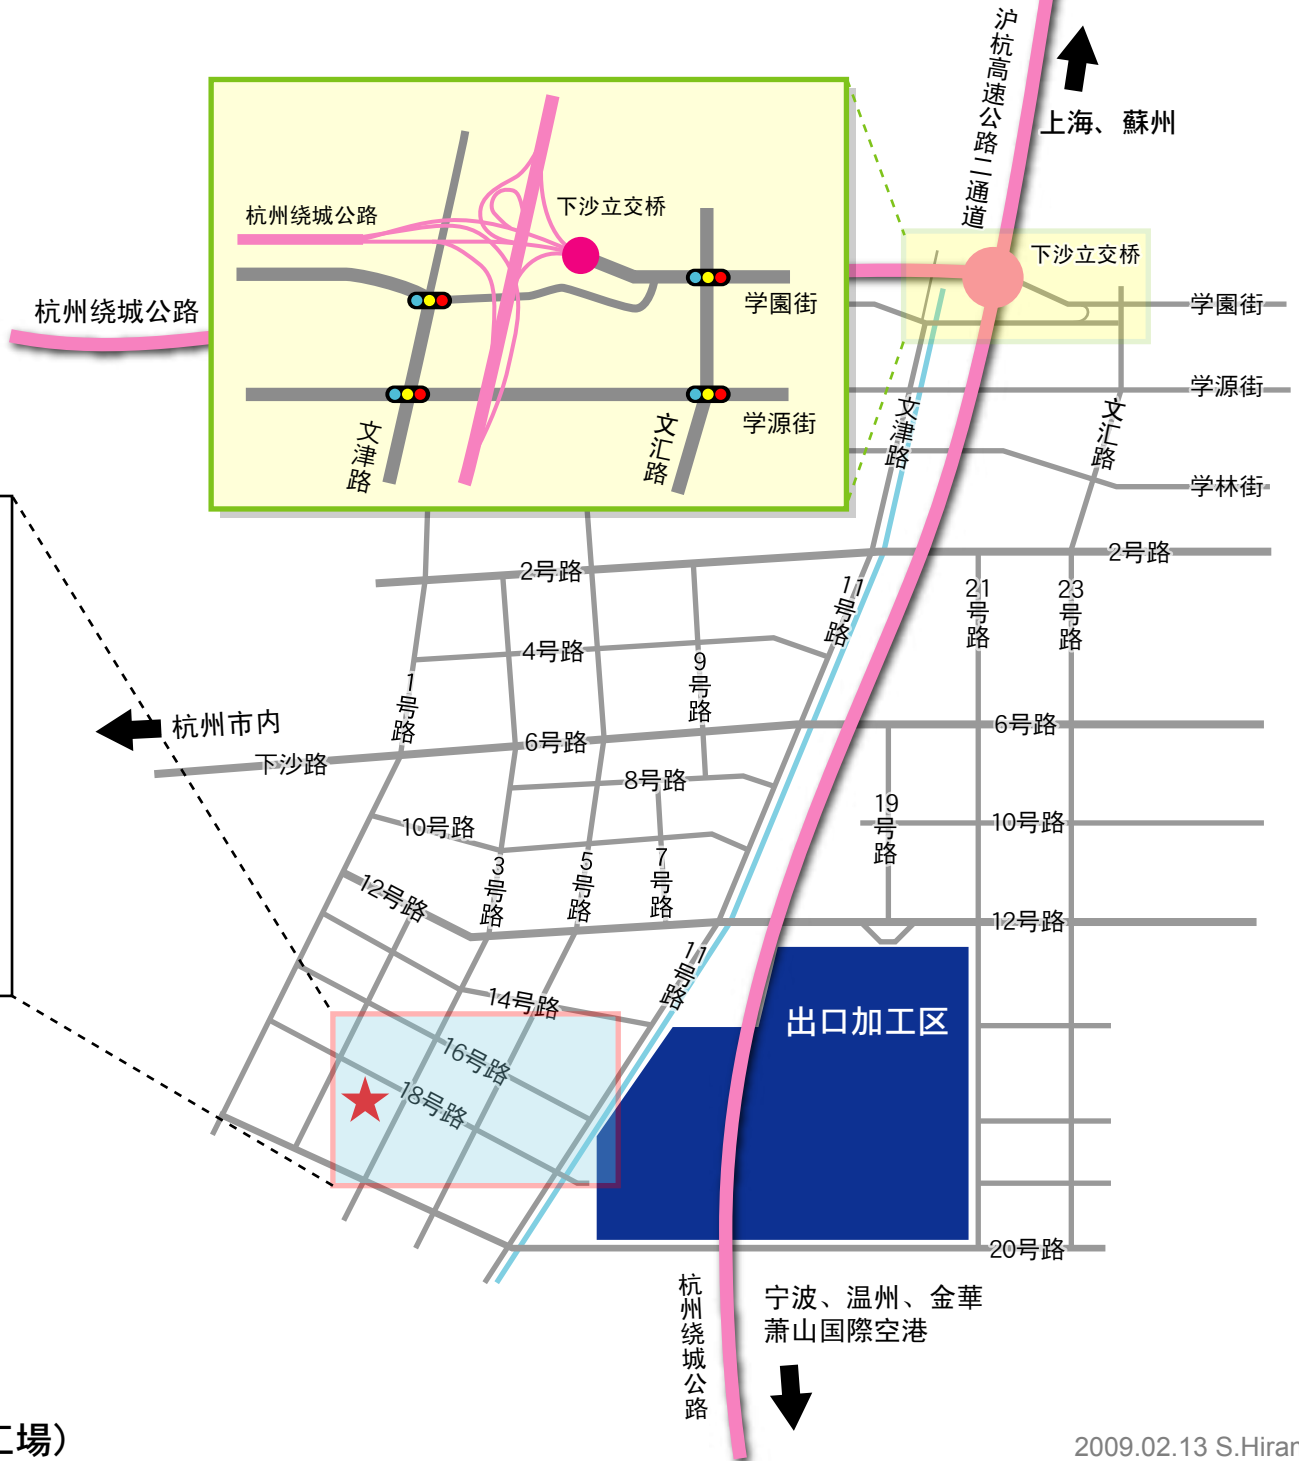 沪杭高速公路二通道
上海、蘇州
杭州绕城公路
下沙立交桥
学園街
学源街
文津路
文汇路
杭州绕城公路
下沙立交桥
学園街
学源街
文津路
文汇路
学林街
2号路
2号路
11号路
21号路
23号路
4号路
9号路
1号路
杭州市内
下沙路
6号路
6号路
8号路
19号路
10号路
10号路
3号路
5号路
7号路
12号路
12号路
11号路
14号路
出口加工区
16号路
18号路
20号路
杭州绕城公路
宁波、温州、金華
萧山国際空港
場）
2009.02.13 S.Hiran